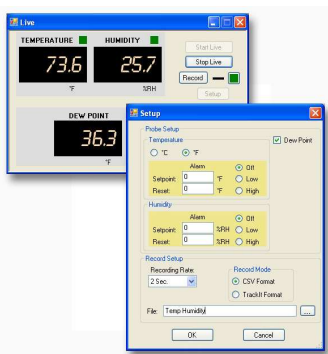 Live
TEMPERATURE HUMIDITY
73.6 25.7
°F %RH
DEW POINT
36.3
°F
Start Live
Stop Live
Record
Setup
Setup
Probe Setup
Temperature
Dew Point
°C °F
Alarm Off
Setpoint: 0 °F Low
Reset: 0 °F High
Humidity
Alarm Off
Setpoint: 0 %RH Low
Reset: 0 %RH High
Record Setup
Recording Rate:
2 Sec.
Record Mode
CSV Format
TrackIt Format
File: Temp Humidity ...
OK Cancel